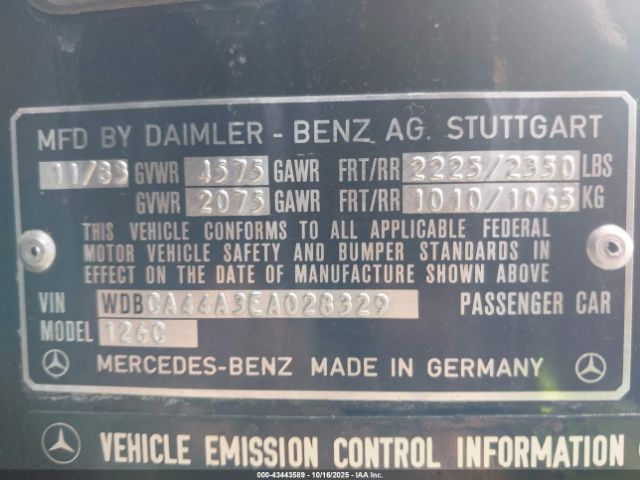 MFD BY DAIMLER - BENZ AG. STUTTGART
11/83 GVWR 4575 GAWR FRT/RR 2225/2350 LBS
GVWR 2075 GAWR FRT/RR 1010/1065 KG
THIS VEHICLE CONFORMS TO ALL APPLICABLE FEDERAL
MOTOR VEHICLE SAFETY AND BUMPER STANDARDS IN
EFFECT ON THE DATE OF MANUFACTURE SHOWN ABOVE
VIN WDBCA44A3EA028329 PASSENGER CAR
MODEL 126C
MERCEDES-BENZ MADE IN GERMANY
VEHICLE EMISSION CONTROL INFORMATION
000-43443589 - 10/16/2025 - IAA Inc.